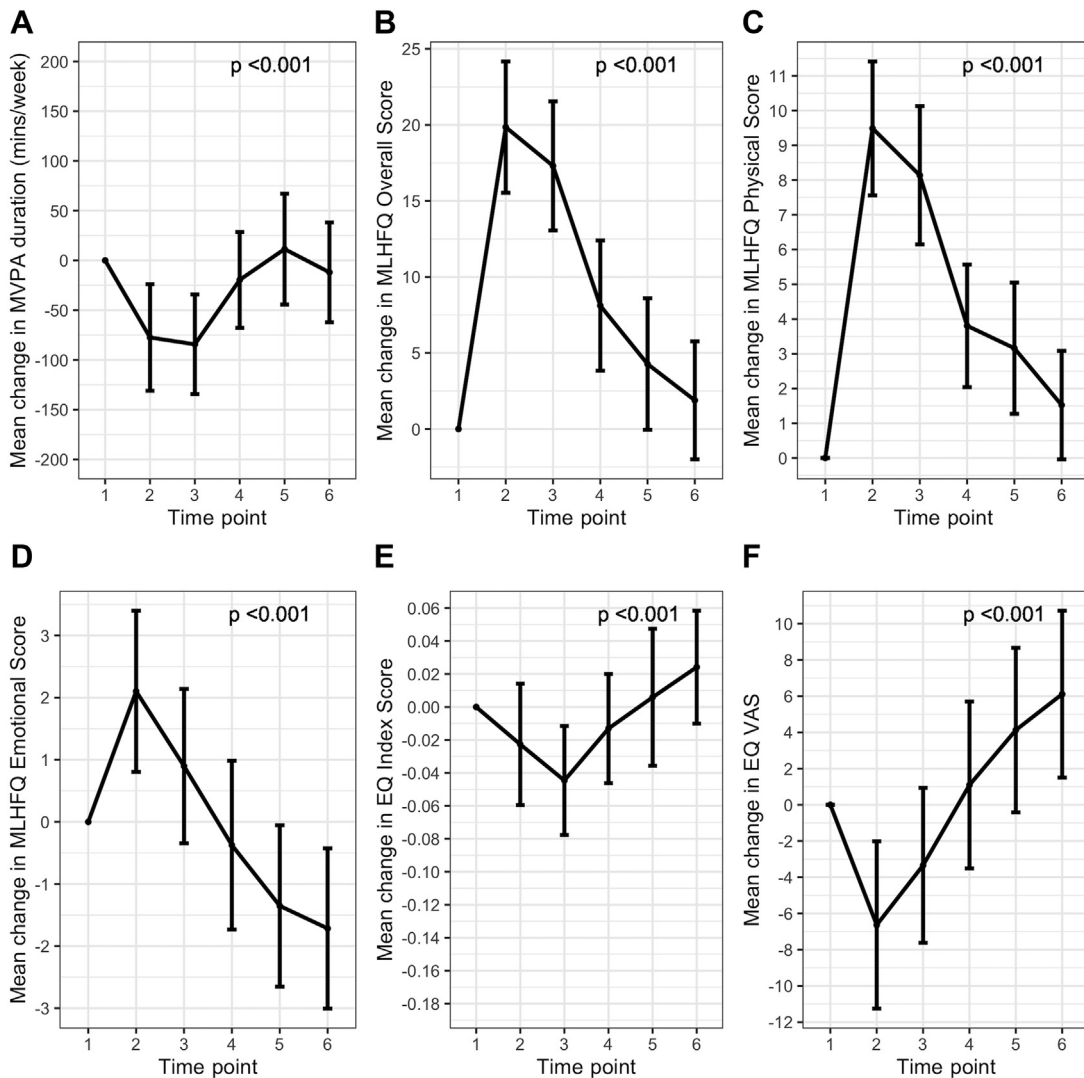 A
p <0.001
Mean change in MVPA duration (mins/week)
200
150
100
50
0
-50
-100
-150
-200
1 2 3 4 5 6
Time point
B
p <0.001
Mean change in MLHFQ Overall Score
25
20
15
10
5
0
1 2 3 4 5 6
Time point
C
p <0.001
Mean change in MLHFQ Physical Score
11
10
9
8
7
6
5
4
3
2
1
0
1 2 3 4 5 6
Time point
D
p <0.001
Mean change in MLHFQ Emotional Score
3
2
1
0
-1
-2
-3
1 2 3 4 5 6
Time point
E
p <0.001
Mean change in EQ Index Score
0.06
0.04
0.02
0.00
-0.02
-0.04
-0.06
-0.08
-0.10
-0.12
-0.14
-0.16
-0.18
1 2 3 4 5 6
Time point
F
p <0.001
Mean change in EQ VAS
10
8
6
4
2
0
-2
-4
-6
-8
-10
-12
1 2 3 4 5 6
Time point